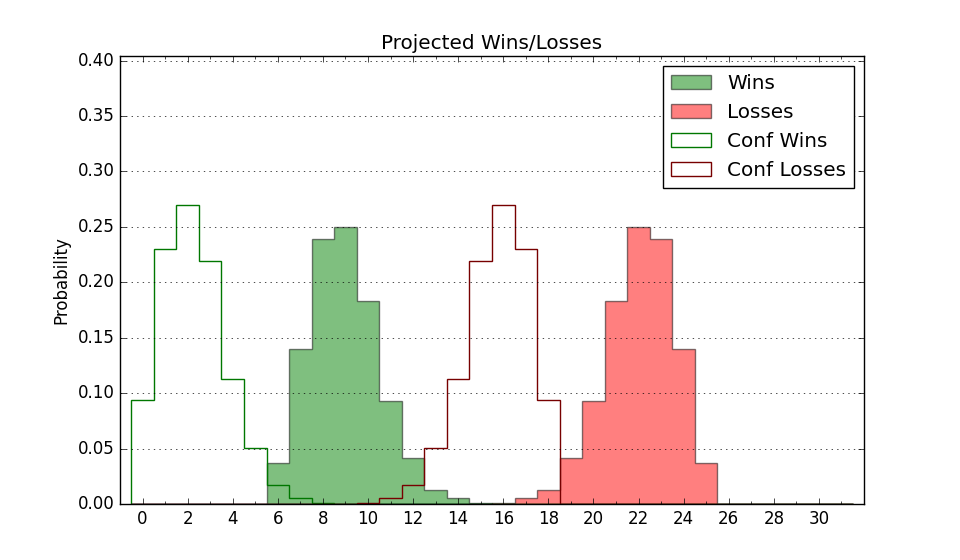 Projected Wins/Losses
Probability
0.40
0.35
0.30
0.25
0.20
0.15
0.10
0.05
0.00
0 2 4 6 8 10 12 14 16 18 20 22 24 26 28 30
Wins
Losses
Conf Wins
Conf Losses